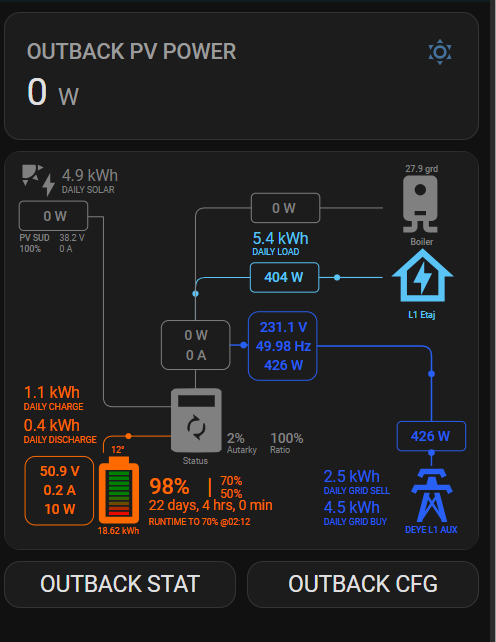 OUTBACK PV POWER
0 W
4.9 kWh
DAILY SOLAR
0 W
PV SUD 38.2 V
100% 0 A
27.9 grd
0 W
Boiler
5.4 kWh
DAILY LOAD
404 W
L1 Etaj
0 W
0 A
231.1 V
49.98 Hz
426 W
1.1 kWh
DAILY CHARGE
0.4 kWh
DAILY DISCHARGE
426 W
2% 100%
Autarky Ratio
Status
12°
50.9 V
0.2 A
10 W
98% | 70%
50%
22 days, 4 hrs, 0 min
RUNTIME TO 70% @02:12
18.62 kWh
2.5 kWh
DAILY GRID SELL
4.5 kWh
DAILY GRID BUY
DEYE L1 AUX
OUTBACK STAT
OUTBACK CFG